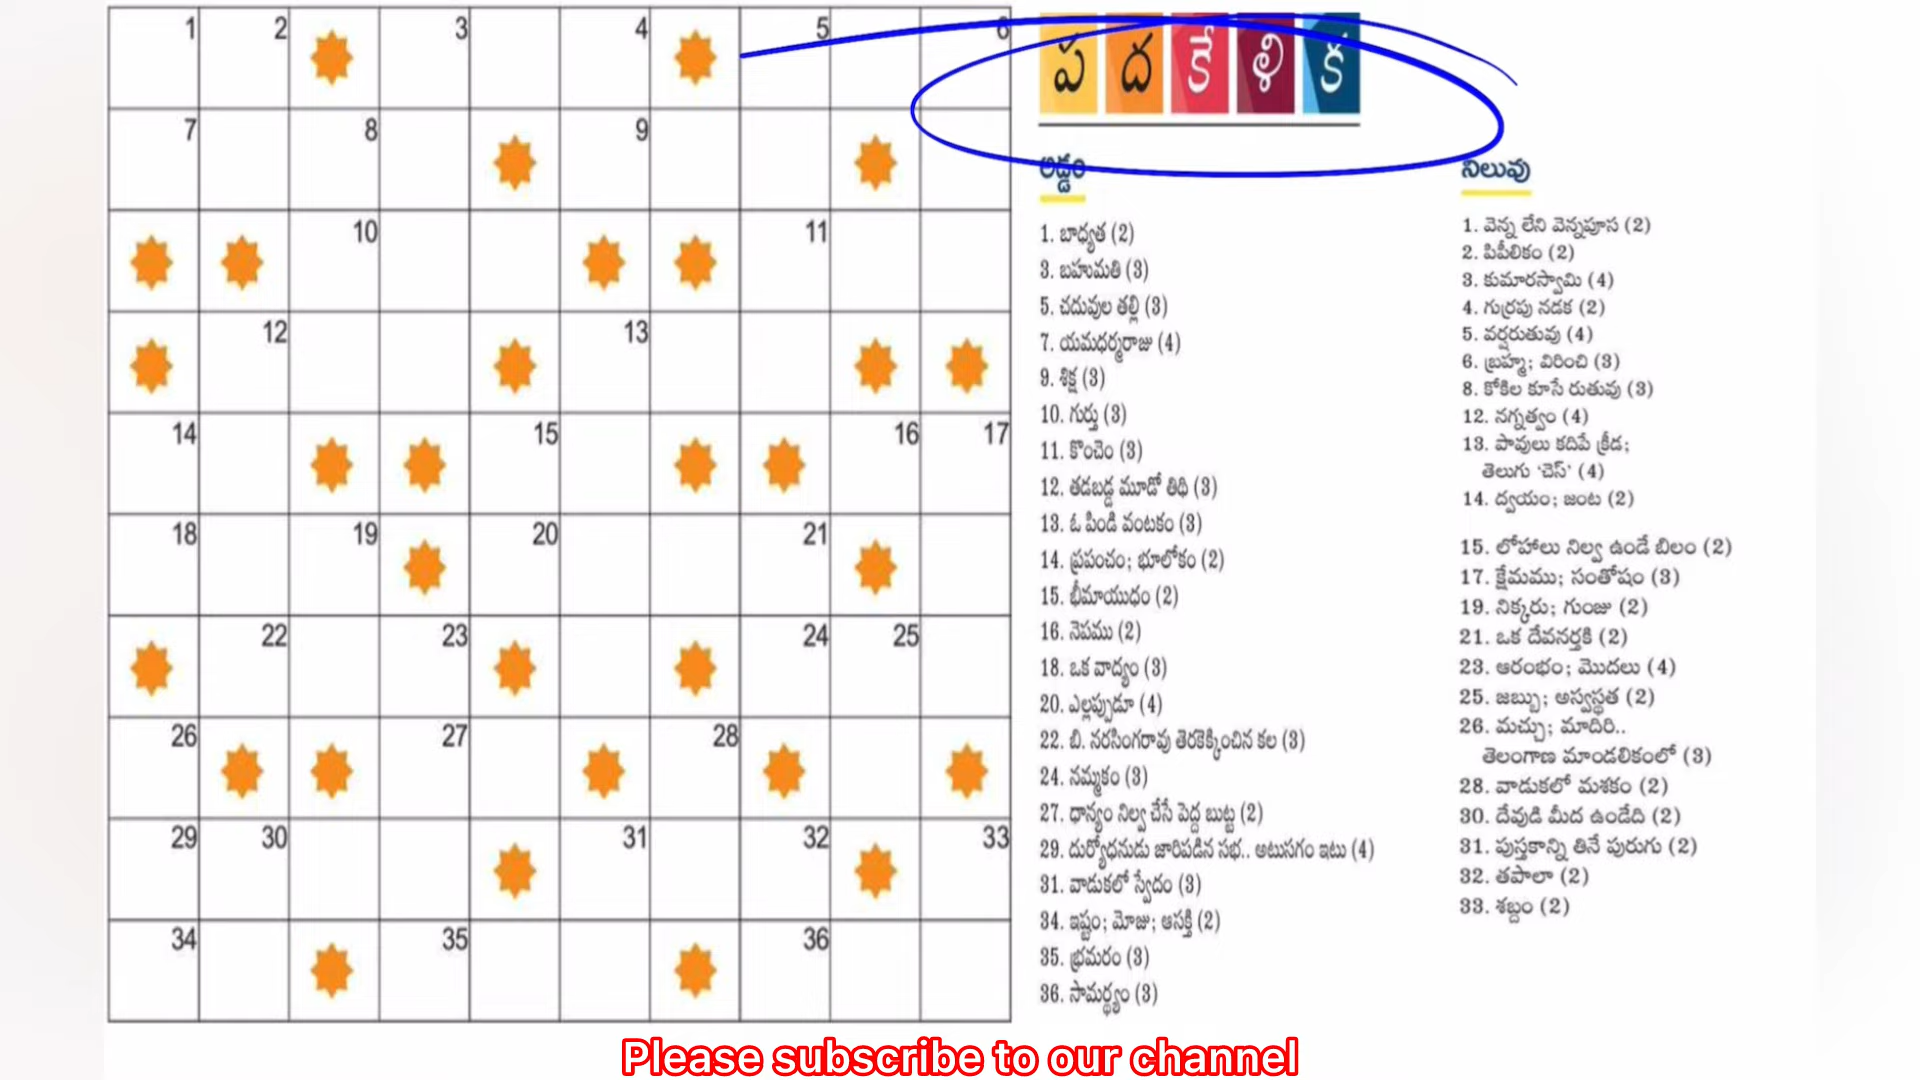 1 2 3 4 5 6
7 8 9
10 11
12 13
14 15 16 17
18 19 20 21
22 23 24 25
26 27 28
29 30 31 32 33
34 35 36
పదకేళిక
అడ్డం
1. బాధ్యత (2)
3. బహుమతి (3)
5. చదువుల తల్లి (3)
7. యమధర్మరాజు (4)
9. శిక్ష (3)
10. గుర్తు (3)
11. కొంచెం (3)
12. తడబడ్డ మూడో తిథి (3)
13. ఓ పిండి వంటకం (3)
14. ప్రపంచం; భూలోకం (2)
15. భీమాయుధం (2)
16. నెపము (2)
18. ఒక వాద్యం (3)
20. ఎల్లప్పుడూ (4)
22. బి. నరసింగరావు తెరకెక్కించిన కల (3)
24. నమ్మకం (3)
27. ధాన్యం నిల్వ చేసే పెద్ద బుట్ట (2)
29. దుర్యోధనుడు జారిపడిన సభ.. అటుసగం ఇటు (4)
31. వాడుకలో స్వేదం (3)
34. ఇష్టం; మోజు; ఆసక్తి (2)
35. భ్రమరం (3)
36. సామర్థ్యం (3)
నిలువు
1. వెన్న లేని వెన్నపూస (2)
2. పిపీలికం (2)
3. కుమారస్వామి (4)
4. గుర్రపు నడక (2)
5. వర్షరుతువు (4)
6. బ్రహ్మ; విరించి (3)
8. కోకిల కూసే రుతువు (3)
12. నగ్నత్వం (4)
13. పావులు కదిపే క్రీడ;
తెలుగు ‘చెస్’ (4)
14. ద్వయం; జంట (2)
15. లోహాలు నిల్వ ఉండే బిలం (2)
17. క్షేమము; సంతోషం (3)
19. నిక్కరు; గుంజు (2)
21. ఒక దేవనర్తకి (2)
23. ఆరంభం; మొదలు (4)
25. జబ్బు; అస్వస్థత (2)
26. మచ్చు; మాదిరి..
తెలంగాణ మాండలికంలో (3)
28. వాడుకలో మశకం (2)
30. దేవుడి మీద ఉండేది (2)
31. పుస్తకాన్ని తినే పురుగు (2)
32. తపాలా (2)
33. శబ్దం (2)
Please subscribe to our channel